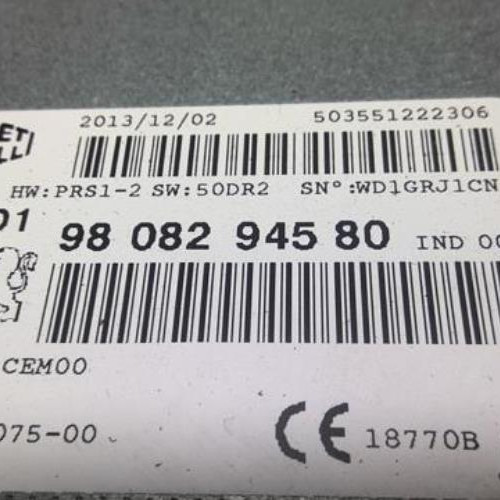 2013/12/02 503551222306
HW:PRS1-2 SW:50DR2 SN°:WD1GRJ1CN
01
98 082 945 80 IND 00
CEM00
075-00
CE 18770B